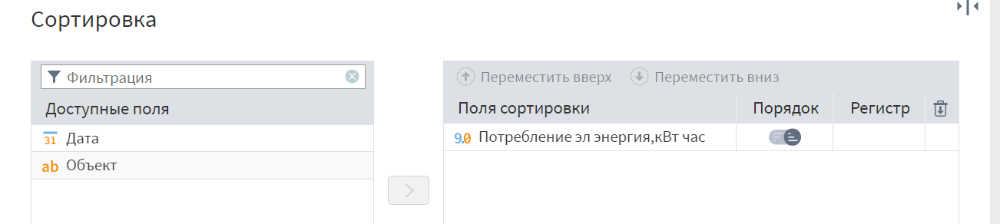 Сортировка
Фильтрация
Доступные поля
31 Дата
ab Объект
Переместить вверх Переместить вниз
Поля сортировки Порядок Регистр
9.0 Потребление эл энергия,кВт час